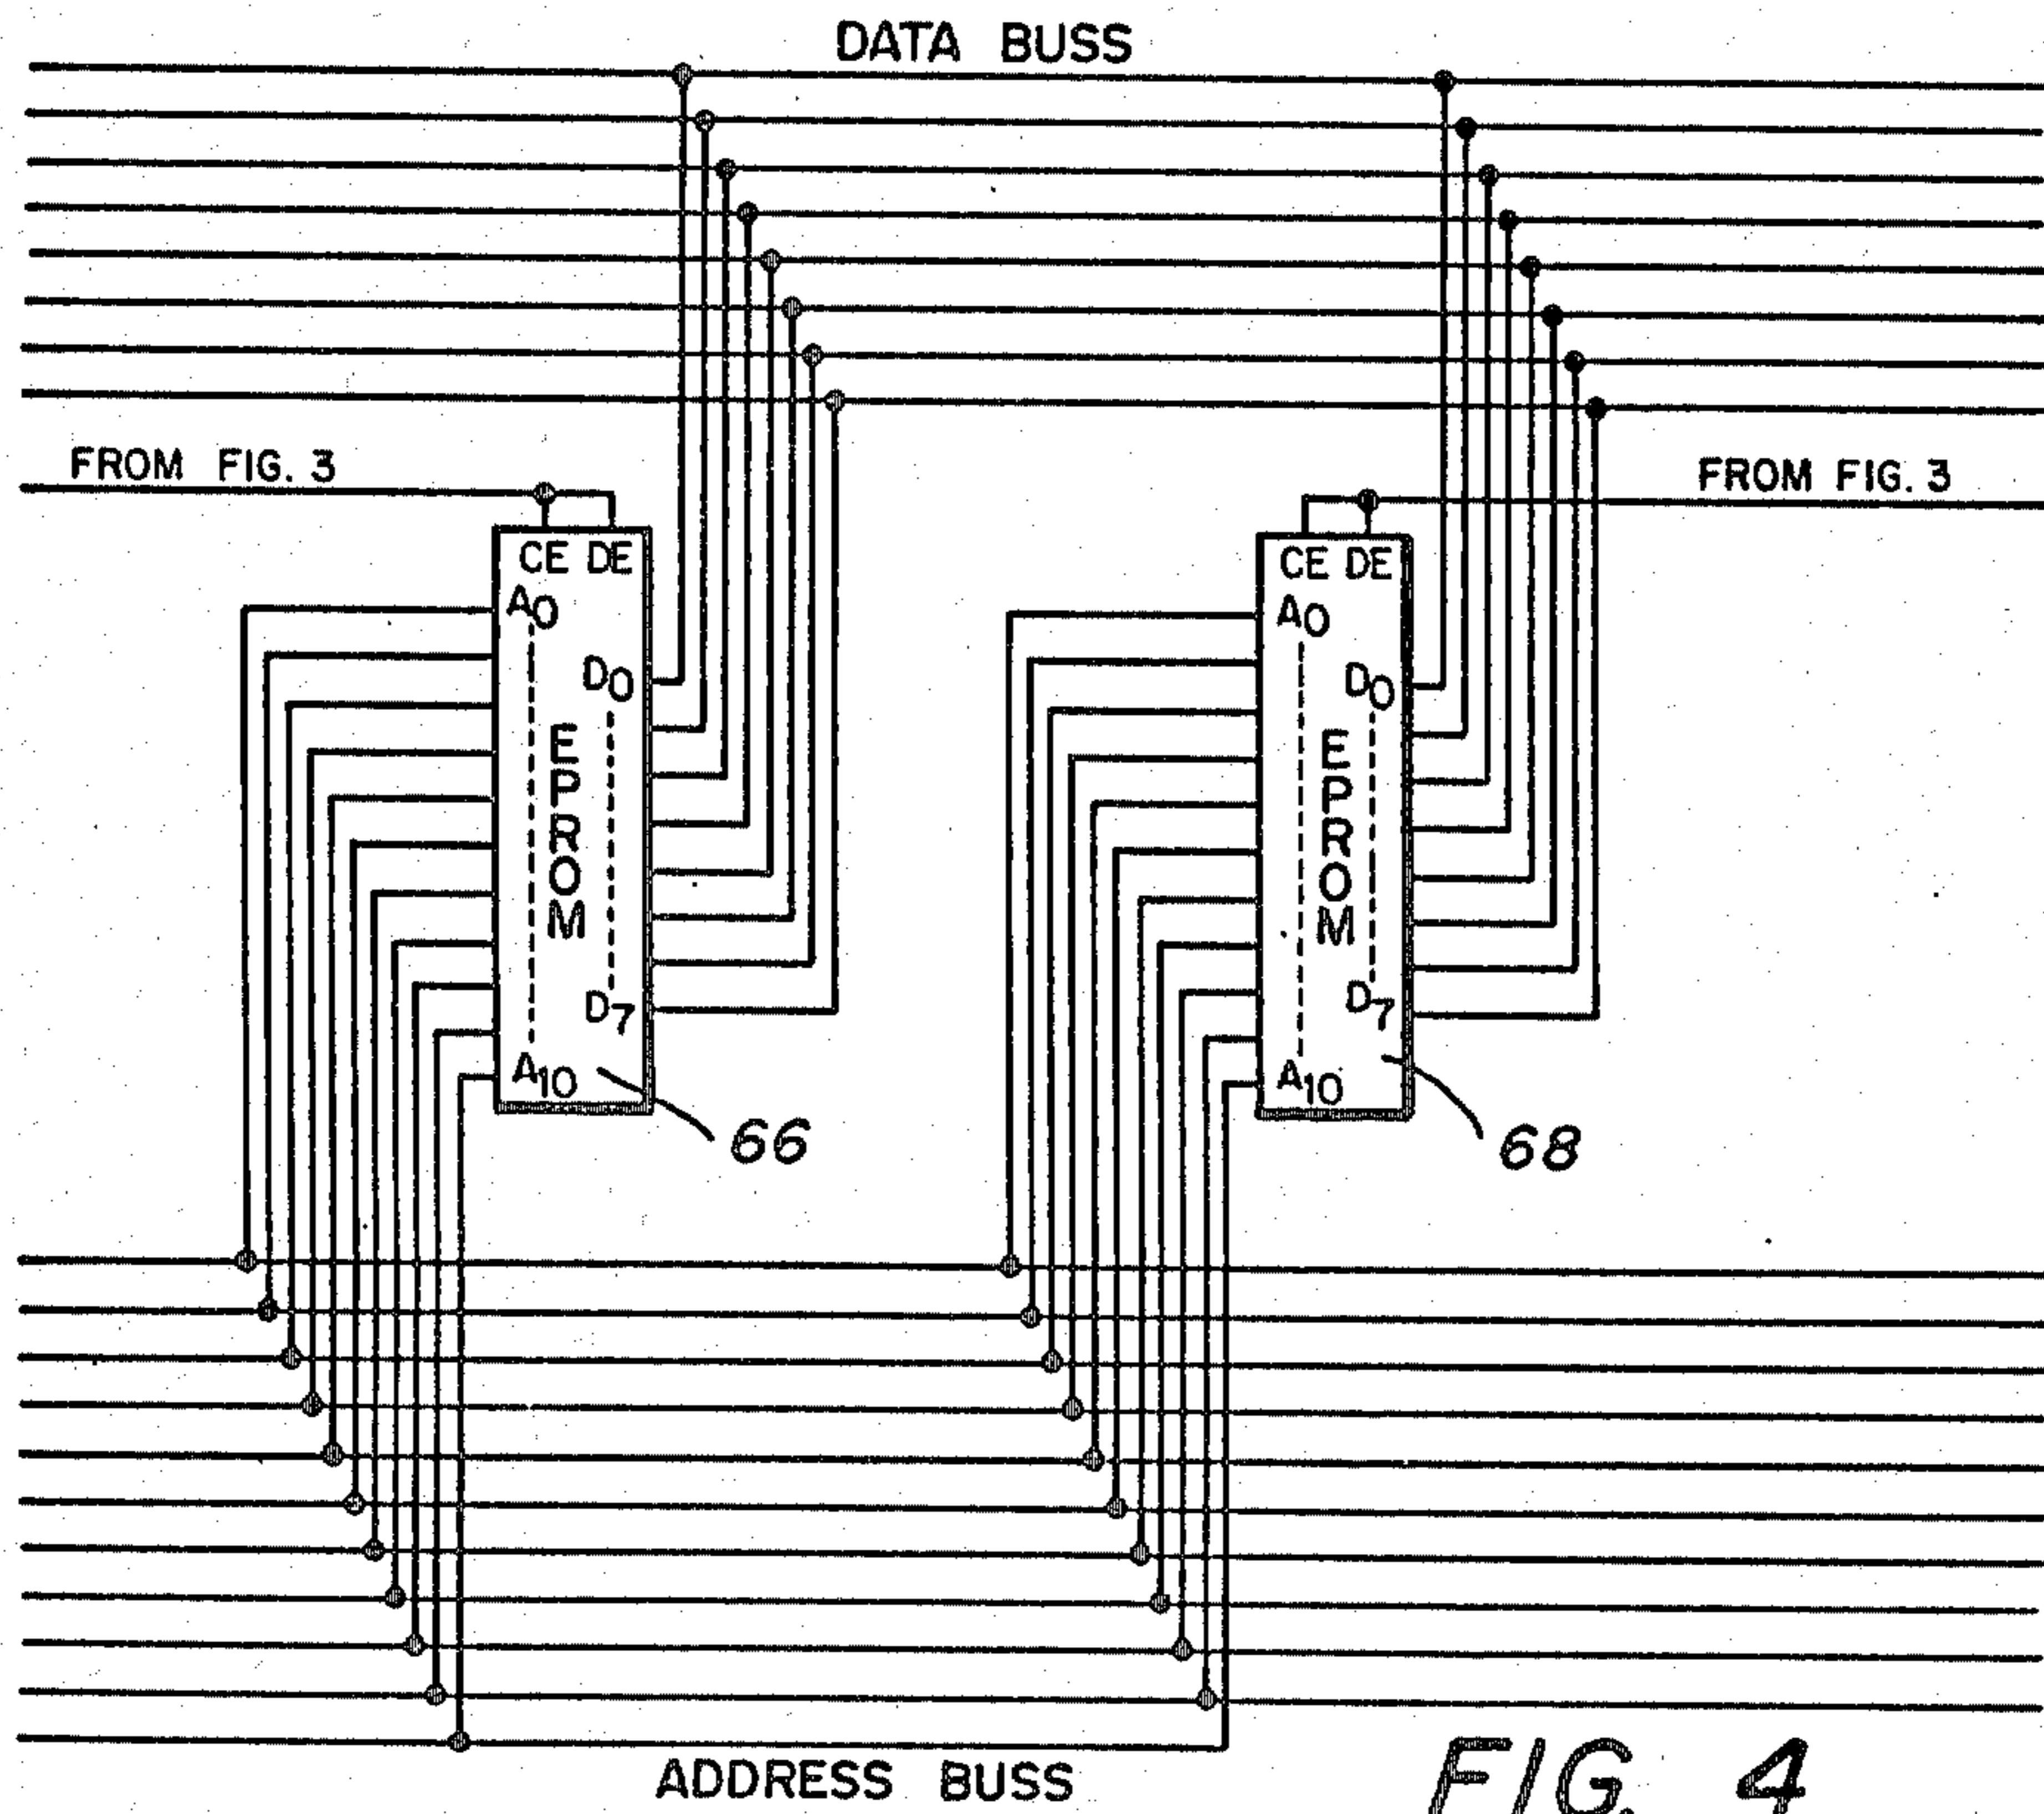 DATA BUSS
FROM FIG. 3
FROM FIG. 3
CE DE
A0
D0
EPROM
D7
A10
66
CE DE
A0
D0
EPROM
D7
A10
68
ADDRESS BUSS
FIG. 4